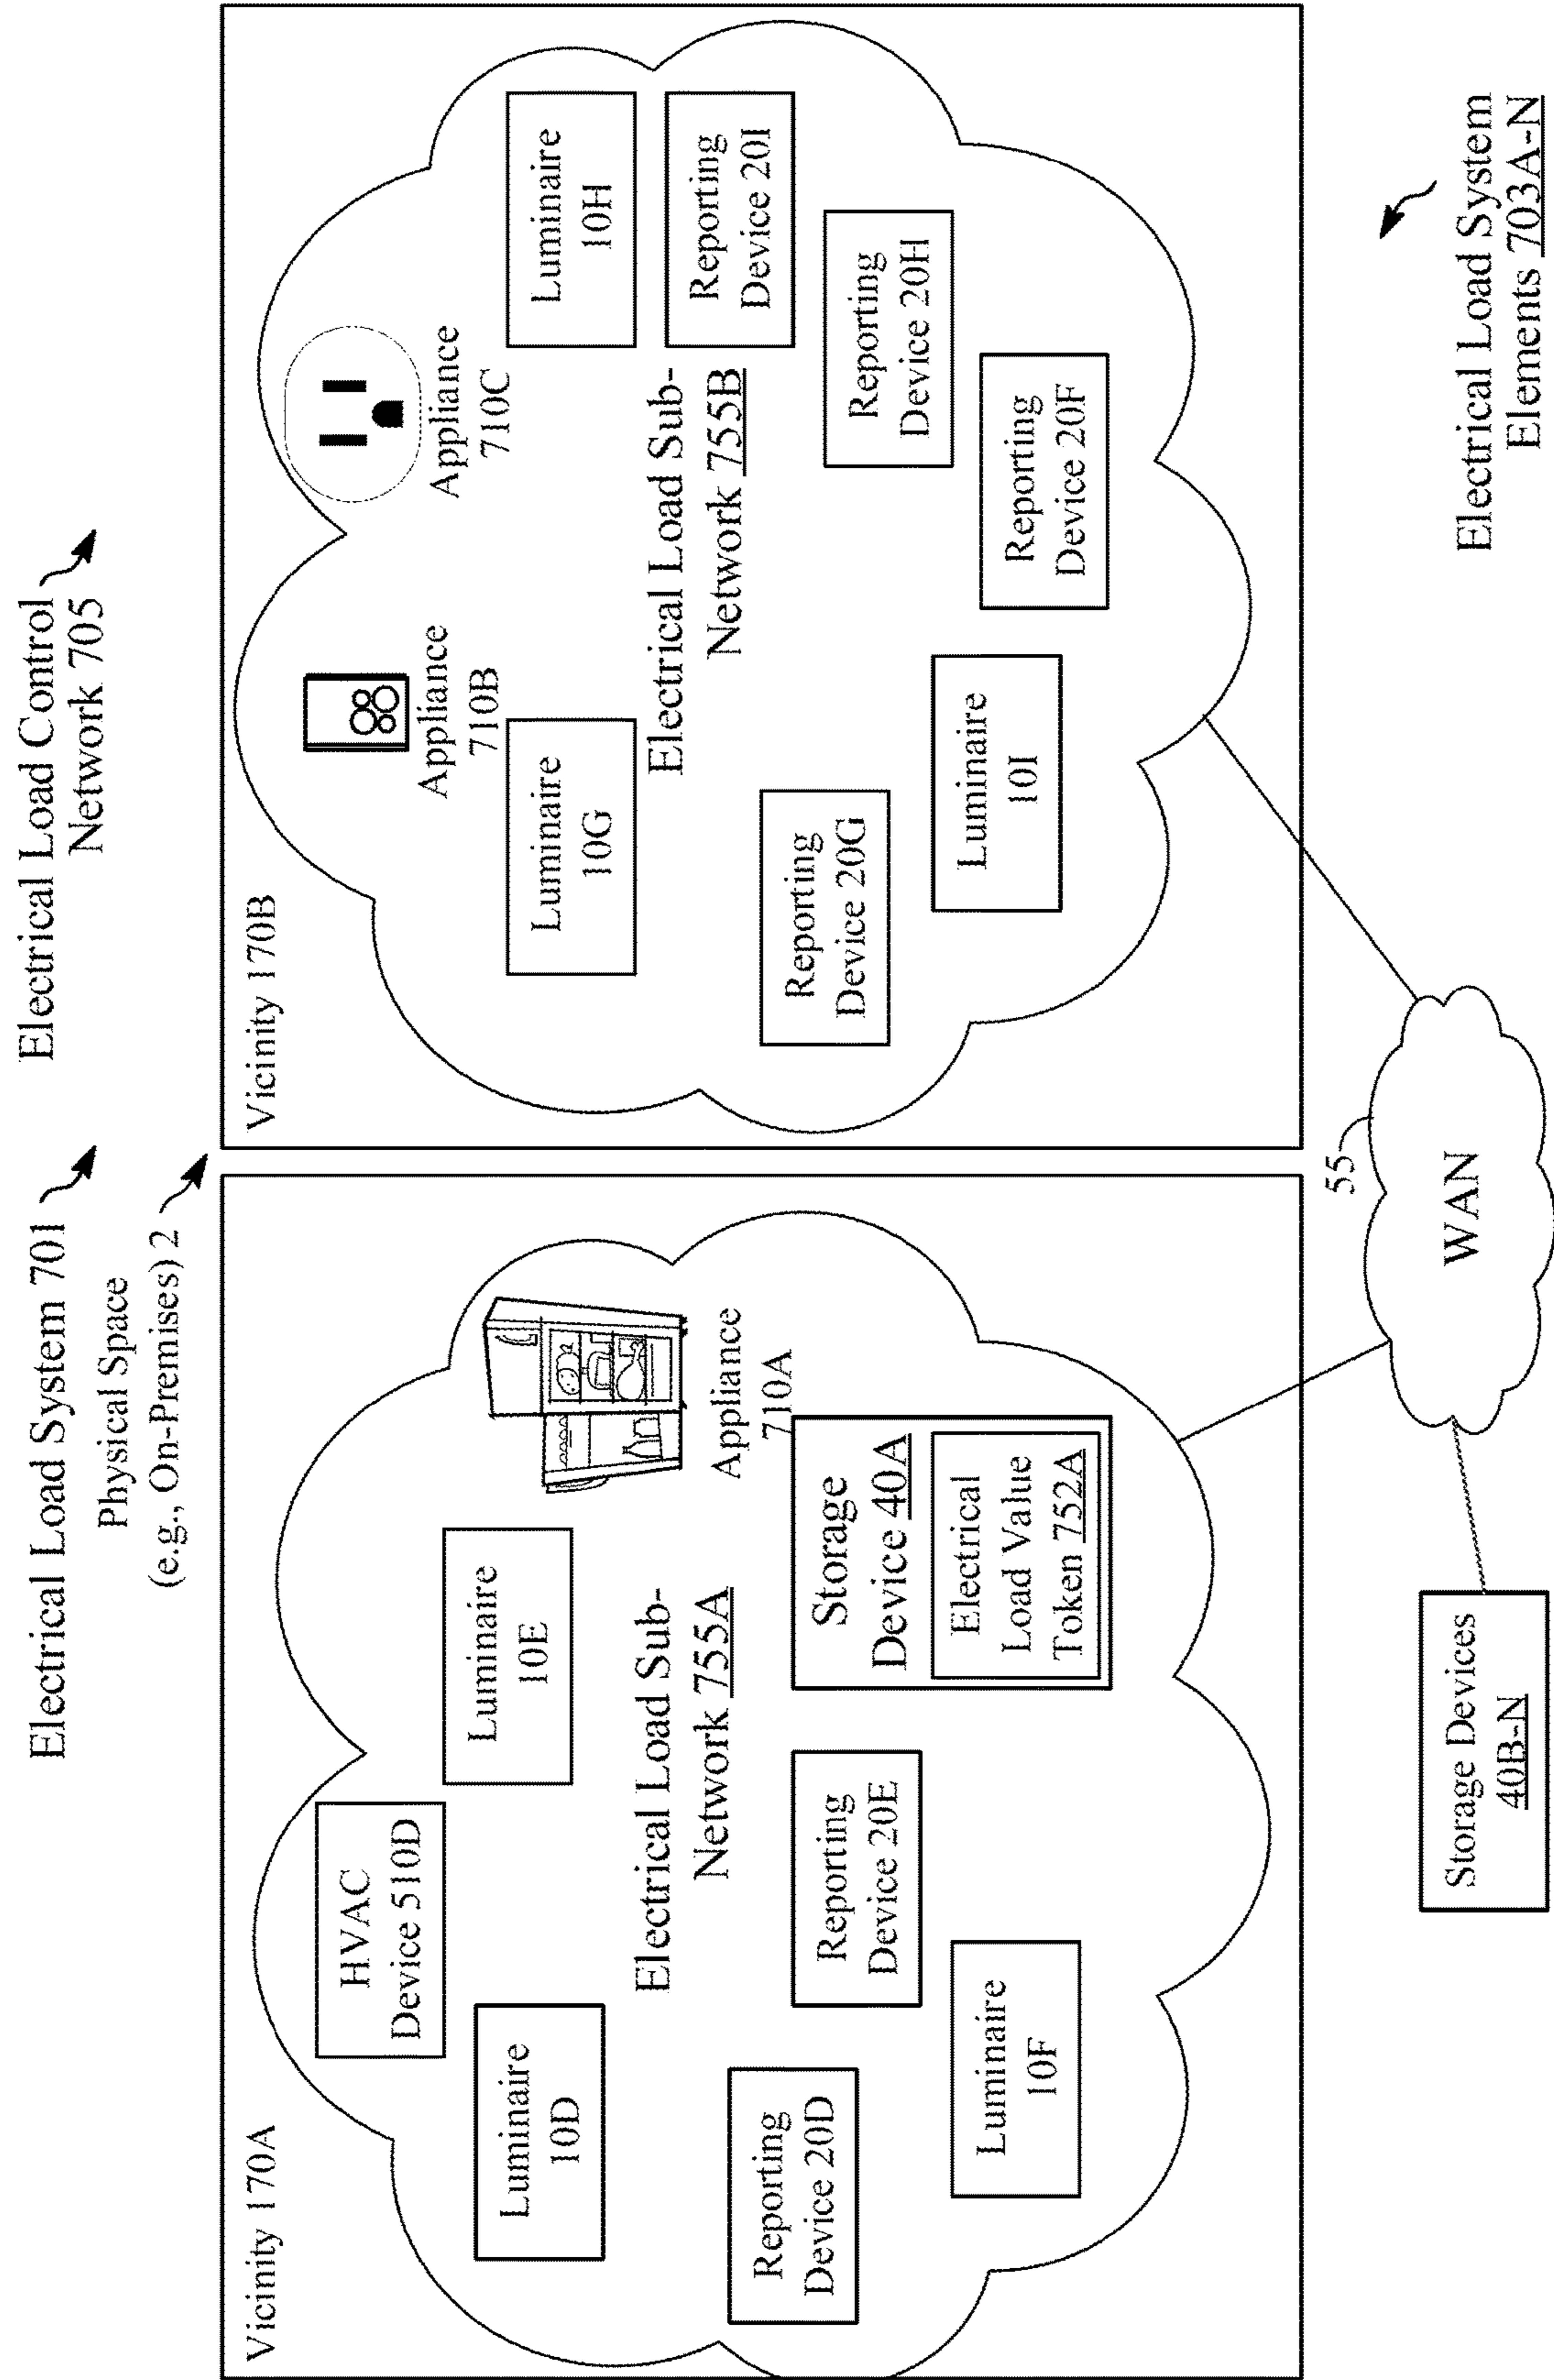 Electrical Load System 701
Electrical Load Control
Network 705
Physical Space
(e.g., On-Premises) 2
Vicinity 170A
HVAC
Device 510D
Luminaire
10D
Luminaire
10E
Appliance
710A
Electrical Load Sub-
Network 755A
Reporting
Device 20D
Reporting
Device 20E
Storage
Device 40A
Electrical
Load Value
Token 752A
Luminaire
10F
Vicinity 170B
Appliance
710B
Appliance
710C
Luminaire
10G
Luminaire
10H
Electrical Load Sub-
Network 755B
Reporting
Device 20I
Reporting
Device 20G
Reporting
Device 20H
Luminaire
10I
Reporting
Device 20F
55
WAN
Storage Devices
40B-N
Electrical Load System
Elements 703A-N